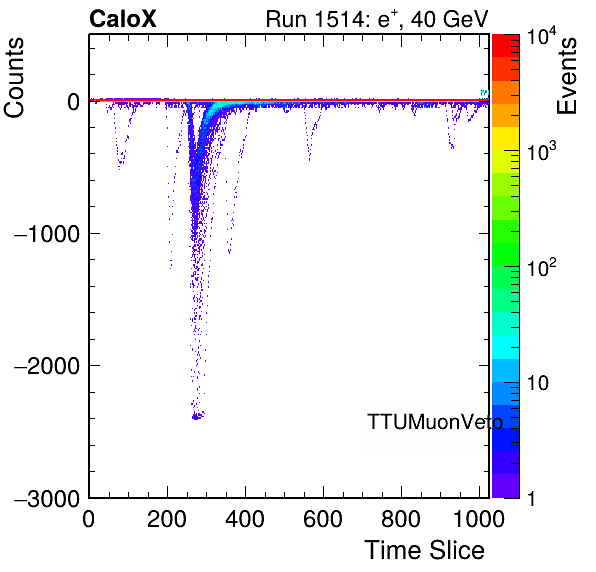 CaloX Run 1514: e⁺, 40 GeV
Counts
Events
0
−1000
−2000
−3000
0 200 400 600 800 1000
Time Slice
TTUMuonVeto
10⁴
10³
10²
10
1